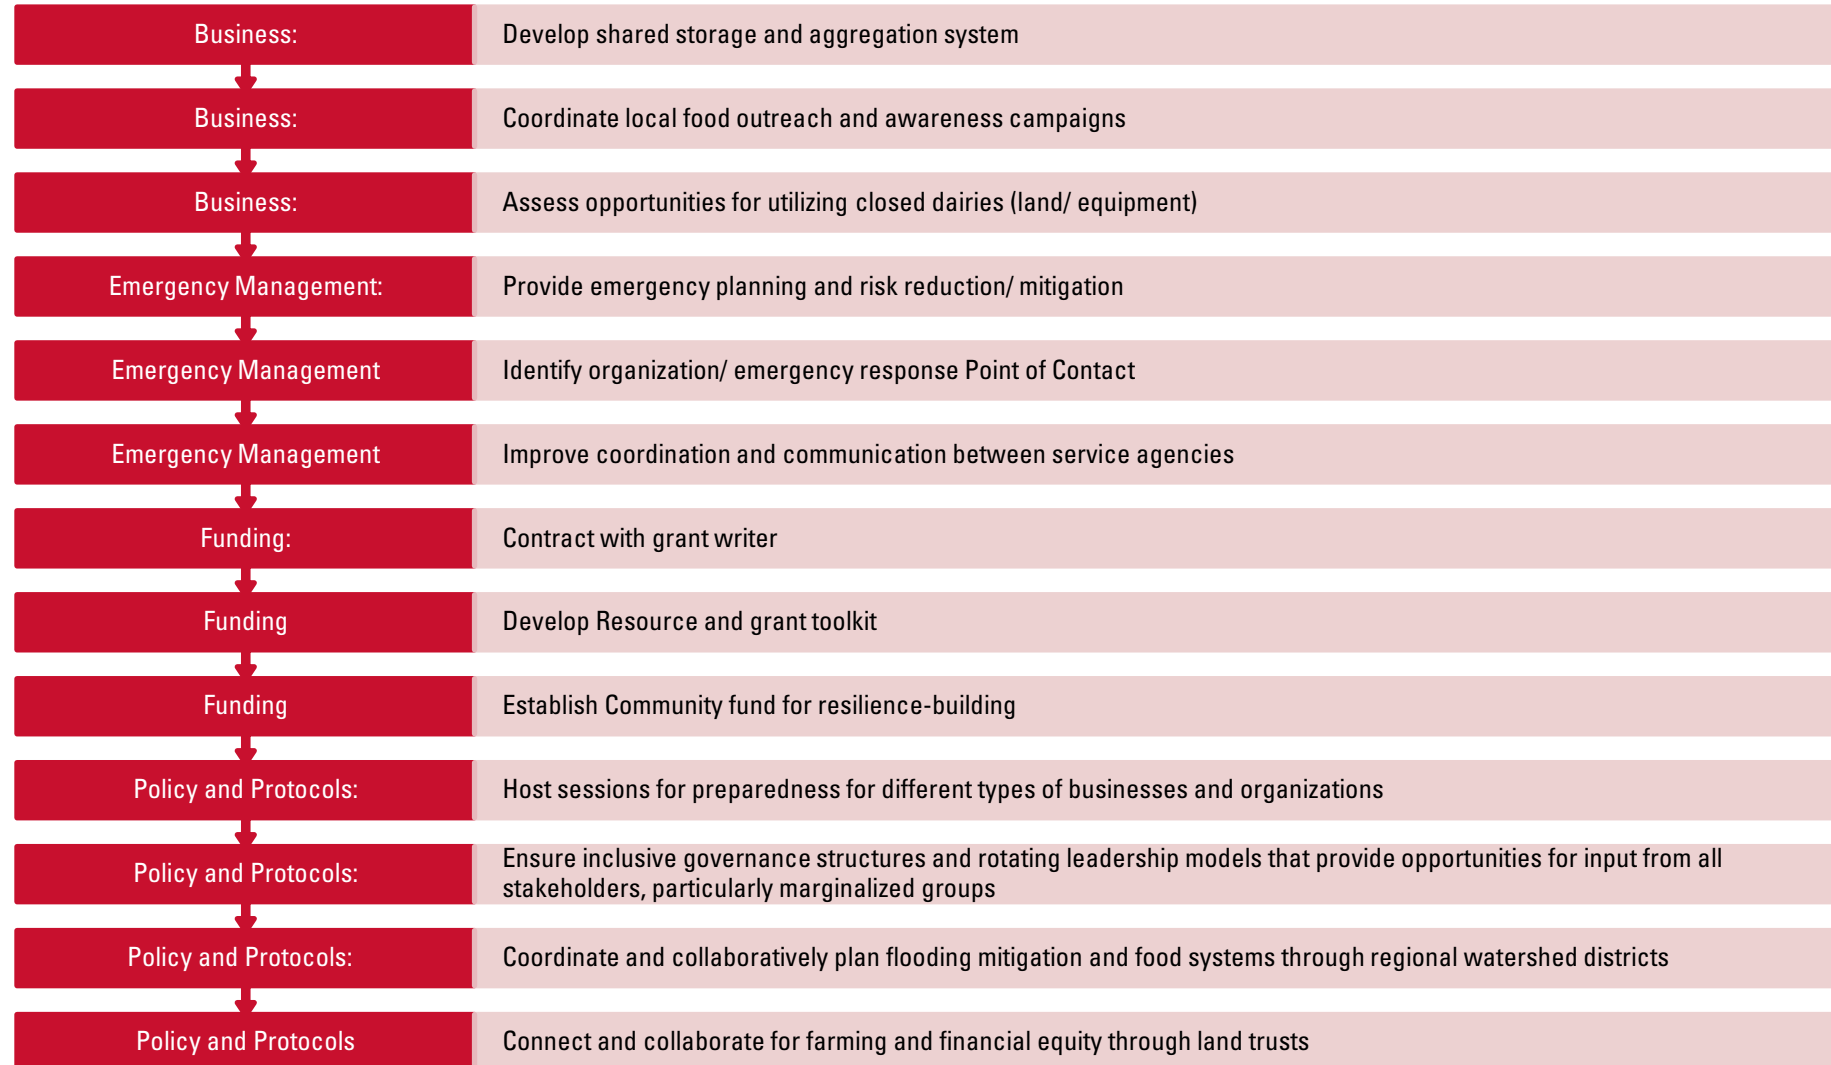 Business:
Develop shared storage and aggregation system
Business:
Coordinate local food outreach and awareness campaigns
Business:
Assess opportunities for utilizing closed dairies (land/ equipment)
Emergency Management:
Provide emergency planning and risk reduction/ mitigation
Emergency Management
Identify organization/ emergency response Point of Contact
Emergency Management
Improve coordination and communication between service agencies
Funding:
Contract with grant writer
Funding
Develop Resource and grant toolkit
Funding
Establish Community fund for resilience-building
Policy and Protocols:
Host sessions for preparedness for different types of businesses and organizations
Policy and Protocols:
Ensure inclusive governance structures and rotating leadership models that provide opportunities for input from all
stakeholders, particularly marginalized groups
Policy and Protocols:
Coordinate and collaboratively plan flooding mitigation and food systems through regional watershed districts
Policy and Protocols
Connect and collaborate for farming and financial equity through land trusts